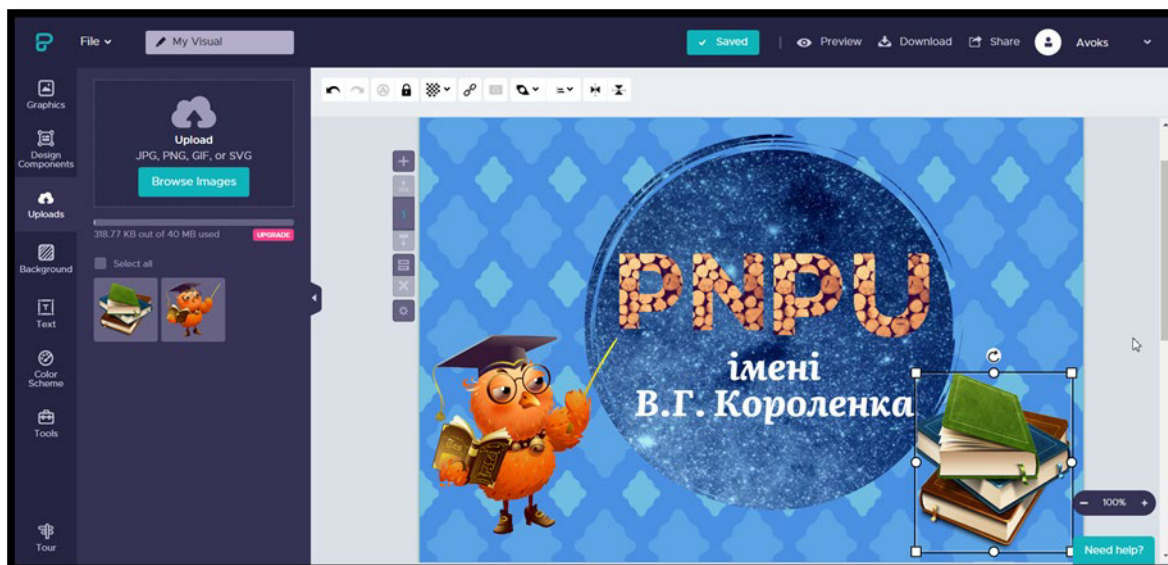 File
My Visual
Saved
Preview
Download
Share
Avoks
Graphics
Design
Components
Uploads
Background
Text
Color
Scheme
Tools
Tour
Upload
JPG, PNG, GIF, or SVG
Browse Images
318.77 KB out of 40 MB used
UPGRADE
Select all
1
PNPU
імені
В.Г. Короленка
100%
Need help?